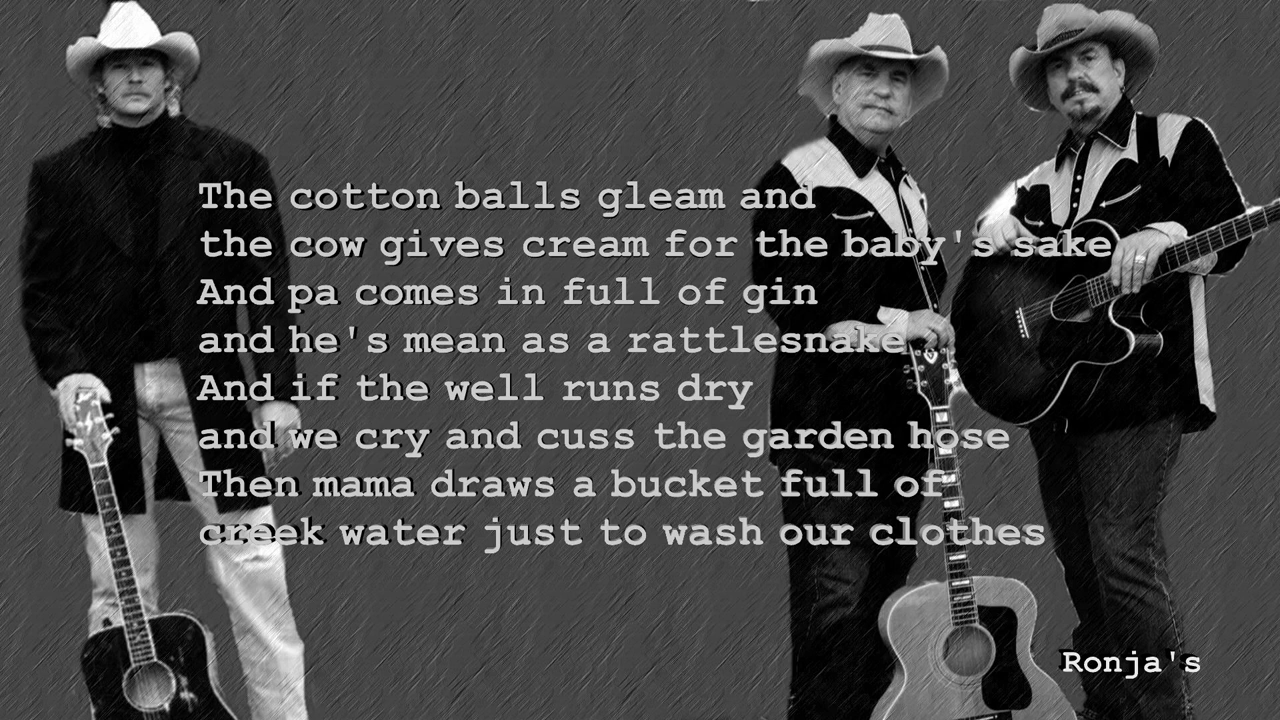 The cotton balls gleam and
the cow gives cream for the baby's sake
And pa comes in full of gin
and he's mean as a rattlesnake
And if the well runs dry
and we cry and cuss the garden hose
Then mama draws a bucket full of
creek water just to wash our clothes
Ronja's